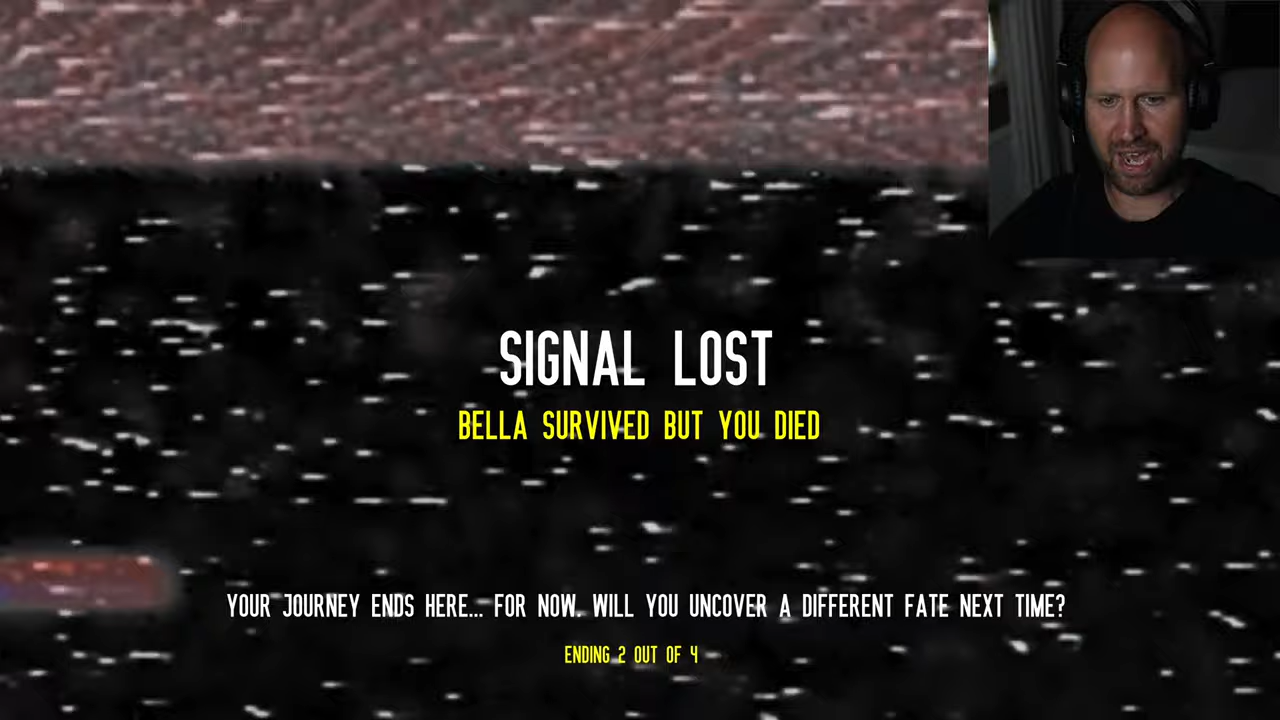 SIGNAL LOST
BELLA SURVIVED BUT YOU DIED
YOUR JOURNEY ENDS HERE... FOR NOW. WILL YOU UNCOVER A DIFFERENT FATE NEXT TIME?
ENDING 2 OUT OF 4